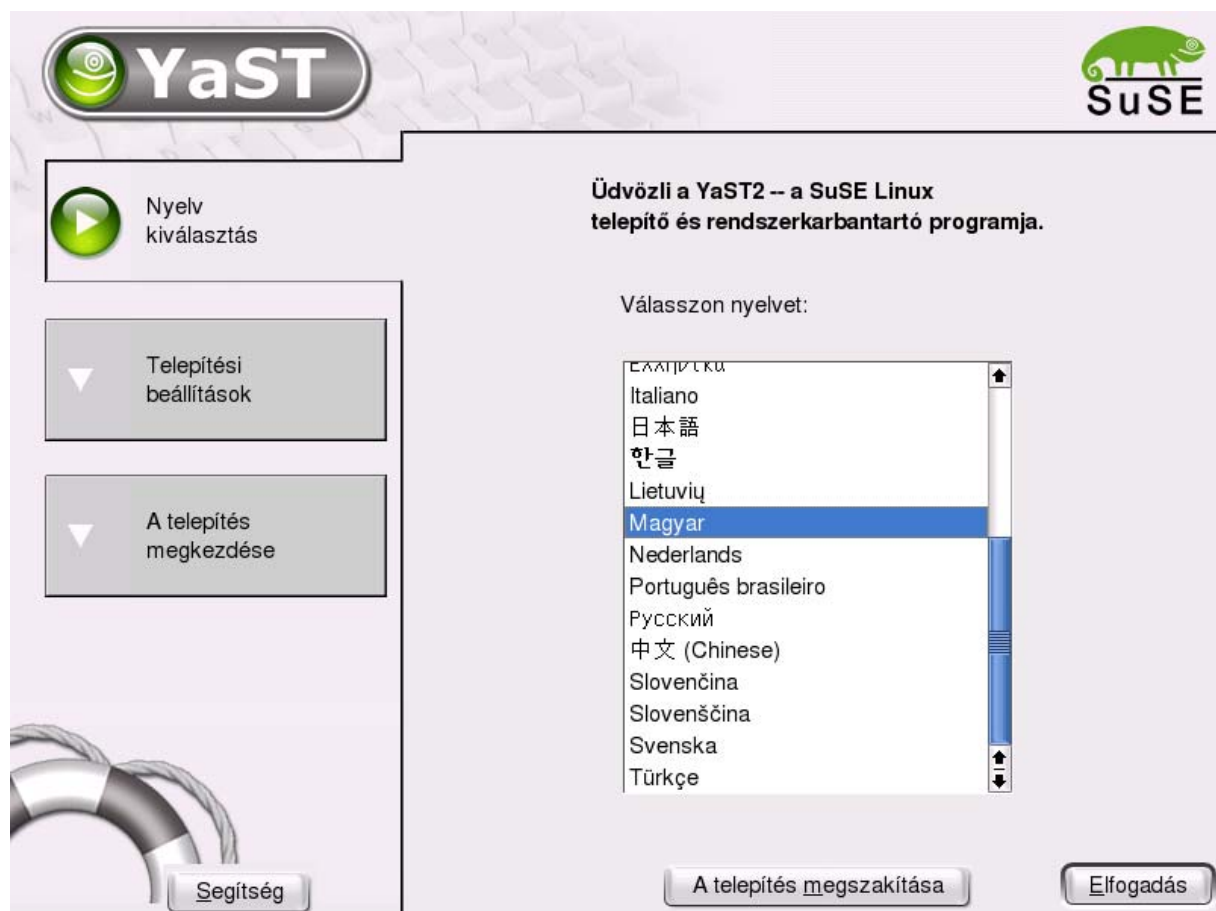 YaST
SuSE
Nyelv
kiválasztás
Telepítési
beállítások
A telepítés
megkezdése
Segítség
Üdvözli a YaST2 -- a SuSE Linux
telepítő és rendszerkarbantartó programja.
Válasszon nyelvet:
Italiano
日本語
한글
Lietuvių
Magyar
Nederlands
Português brasileiro
Русский
中文 (Chinese)
Slovenčina
Slovenščina
Svenska
Türkçe
A telepítés megszakítása
Elfogadás